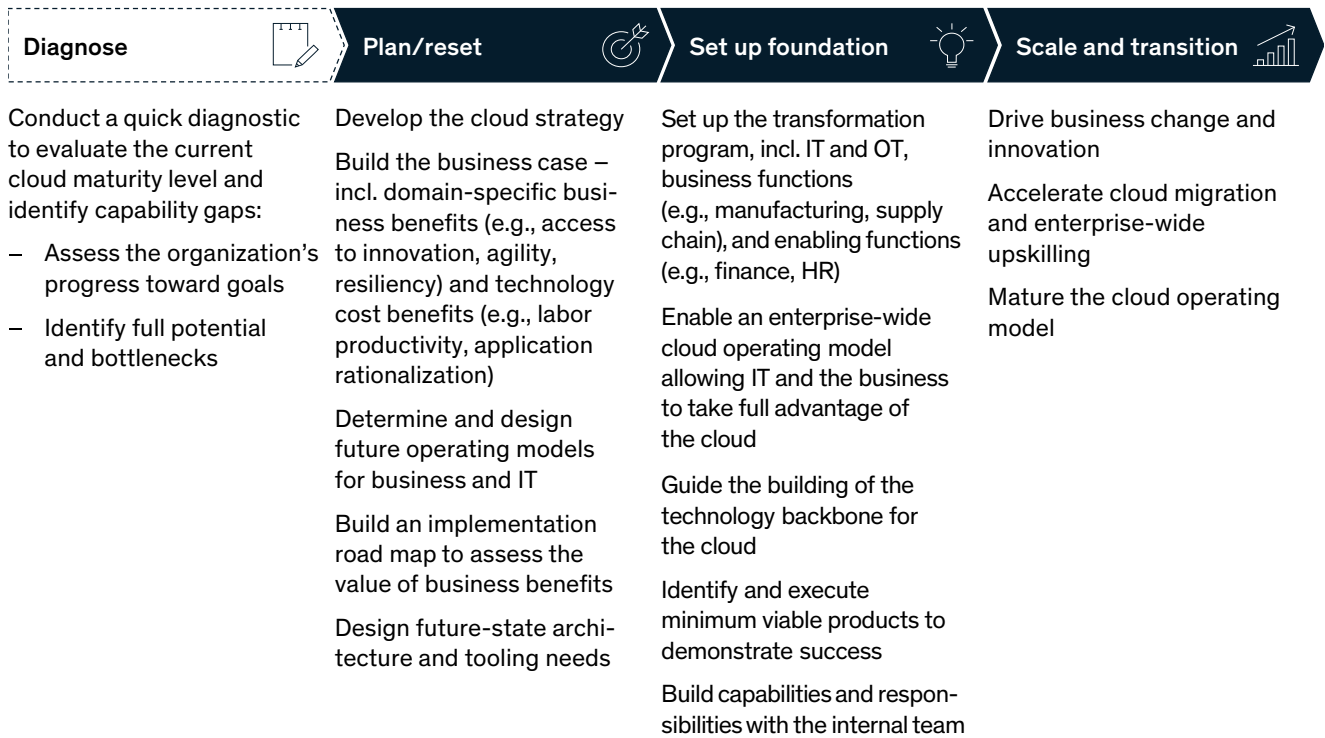 Diagnose
Plan/reset
Set up foundation
Scale and transition
Conduct a quick diagnostic
to evaluate the current
cloud maturity level and
identify capability gaps:
– Assess the organization’s
progress toward goals
– Identify full potential
and bottlenecks
Develop the cloud strategy
Build the business case –
incl. domain-specific busi-
ness benefits (e.g., access
to innovation, agility,
resiliency) and technology
cost benefits (e.g., labor
productivity, application
rationalization)
Determine and design
future operating models
for business and IT
Build an implementation
road map to assess the
value of business benefits
Design future-state archi-
tecture and tooling needs
Set up the transformation
program, incl. IT and OT,
business functions
(e.g., manufacturing, supply
chain), and enabling functions
(e.g., finance, HR)
Enable an enterprise-wide
cloud operating model
allowing IT and the business
to take full advantage of
the cloud
Guide the building of the
technology backbone for
the cloud
Identify and execute
minimum viable products to
demonstrate success
Build capabilities and respon-
sibilities with the internal team
Drive business change and
innovation
Accelerate cloud migration
and enterprise-wide
upskilling
Mature the cloud operating
model